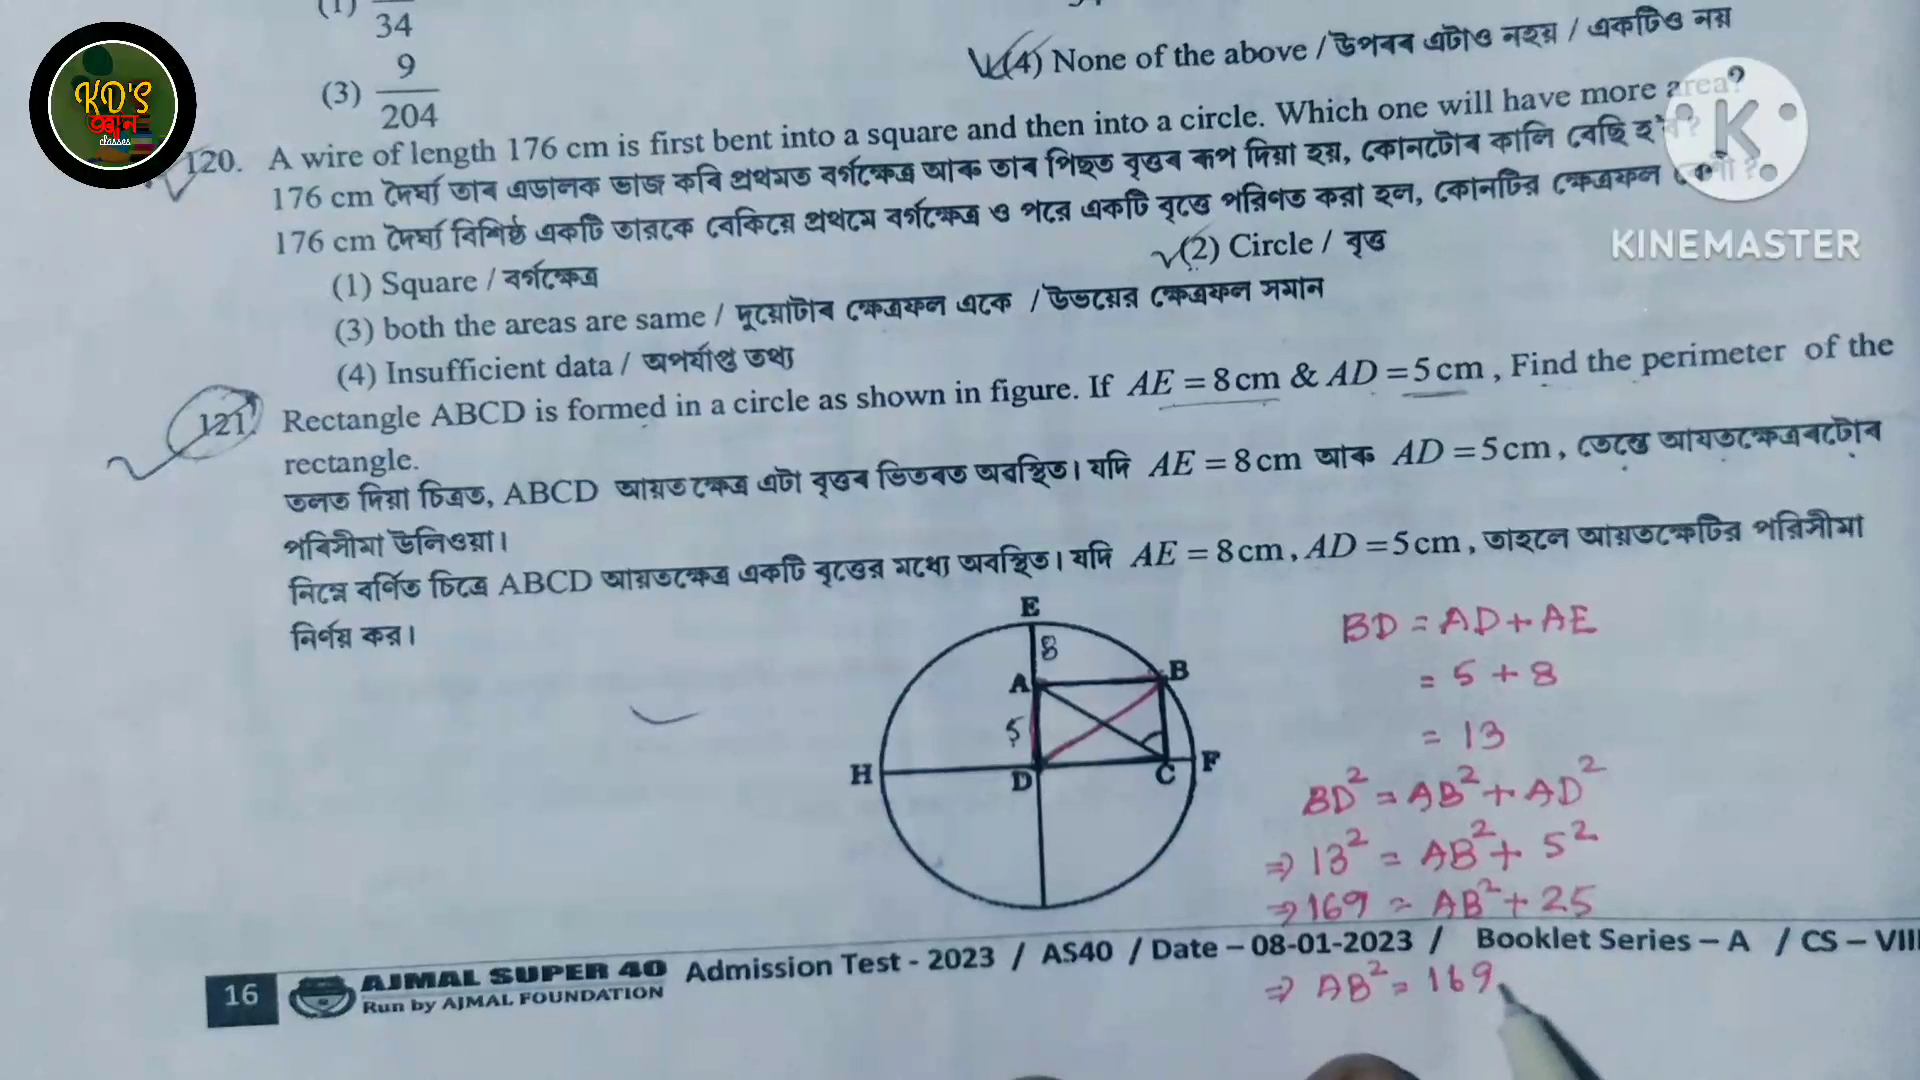 (1) 34
(3) 9/204
(4) None of the above / উপৰৰ এটাও নহয় / একটিও নয়
120. A wire of length 176 cm is first bent into a square and then into a circle. Which one will have more area?
176 cm দৈৰ্ঘ্য তাৰ এডালক ভাজ কৰি প্ৰথমত বৰ্গক্ষেত্ৰ আৰু তাৰ পিছত বৃত্তৰ ৰূপ দিয়া হয়, কোনটোৰ কালি বেছি হ'ব?
176 cm দৈর্ঘ্য বিশিষ্ঠ একটি তারকে বেকিয়ে প্রথমে বর্গক্ষেত্র ও পরে একটি বৃত্তে পরিণত করা হল, কোনটির ক্ষেত্রফল
(1) Square / বৰ্গক্ষেত্ৰ
(2) Circle / বৃত্ত
(3) both the areas are same / দুয়োটাৰ ক্ষেত্ৰফল একে / উভয়ের ক্ষেত্রফল সমান
(4) Insufficient data / অপৰ্যাপ্ত তথ্য
121. Rectangle ABCD is formed in a circle as shown in figure. If AE = 8 cm & AD = 5 cm , Find the perimeter of the
rectangle.
তলত দিয়া চিত্ৰত, ABCD আয়তক্ষেত্ৰ এটা বৃত্তৰ ভিতৰত অৱস্থিত। যদি AE = 8 cm আৰু AD = 5 cm , তেন্তে আয়তক্ষেত্ৰৰটোৰ
পৰিসীমা উলিওৱা।
নিম্নে বর্ণিত চিত্রে ABCD আয়তক্ষেত্র একটি বৃত্তের মধ্যে অবস্থিত। যদি AE = 8 cm , AD = 5 cm , তাহলে আয়তক্ষেটির পরিসীমা
নির্ণয় কর।
E
8
A
B
5
H
D
C
F
BD = AD + AE
= 5 + 8
= 13
BD² = AB² + AD²
⇒ 13² = AB² + 5²
⇒ 169 = AB² + 25
⇒ AB² = 169
16
AJMAL SUPER 40
Run by AJMAL FOUNDATION
Admission Test - 2023 / AS40 / Date – 08-01-2023 / Booklet Series – A / CS – VIII
KD'S
জ্ঞান
classes
K
KINEMASTER